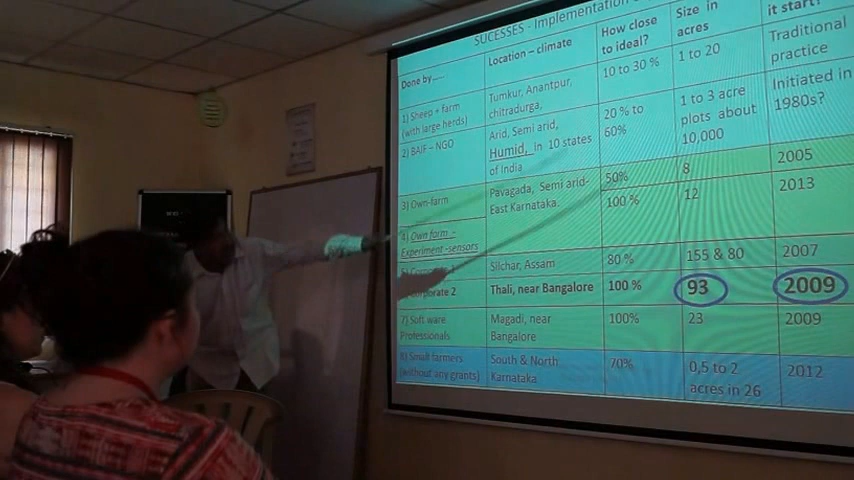 SUCESSES - Implementation
Done by.....
Location – climate
How close
to ideal?
Size in
acres
it start?
1) Sheep + farm
(with large herds)
Tumkur, Anantpur,
chitradurga,
10 to 30 %
1 to 20
Traditional
practice
2) BAIF – NGO
Arid, Semi arid,
Humid, in 10 states
of India
20 % to
60%
1 to 3 acre
plots about
10,000
Initiated in
1980s?
3) Own-farm
Pavagada, Semi arid-
East Karnataka.
50%
8
2005
4) Own farm –
Experiment -sensors
100 %
12
2013
Silchar, Assam
80 %
155 & 80
2007
Corporate 2
Thali, near Bangalore
100 %
93
2009
7) Soft ware
Professionals
Magadi, near
Bangalore
100%
23
2009
8) Small farmers
(without any grants)
South & North
Karnataka
70%
0,5 to 2
acres in 26
2012